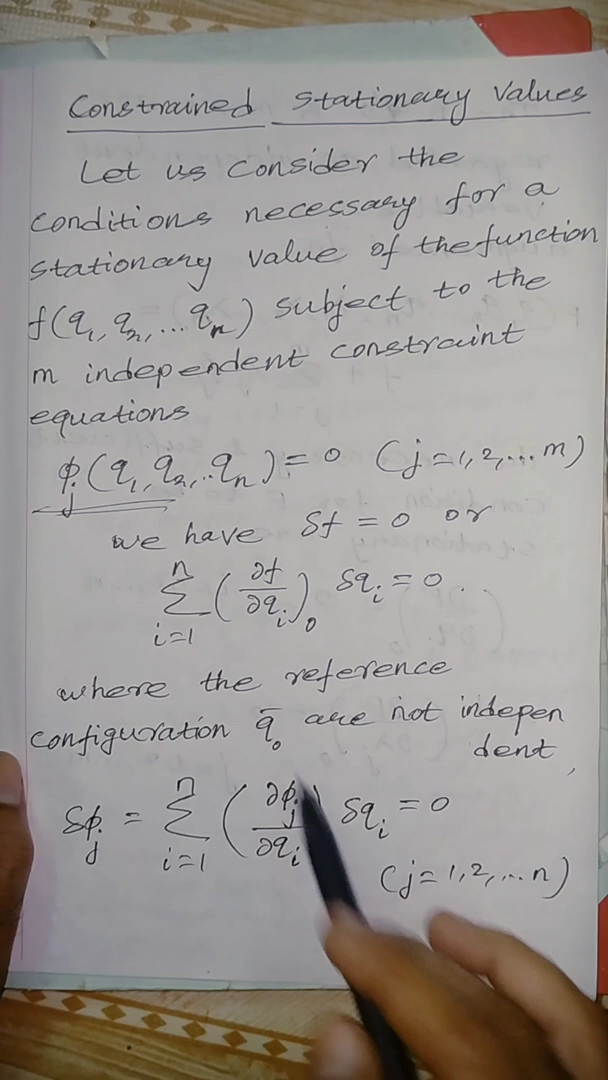 Constrained Stationary Values
Let us consider the
conditions necessary for a
stationary value of the function
f(q₁, q₂, ... qₙ) subject to the
m independent constraint
equations
ϕⱼ(q₁, q₂, .. qₙ) = 0 (j = 1, 2, ... m)
we have δf = 0 or
∑ᵢ₌₁ⁿ (∂f/∂qᵢ)₀ δqᵢ = 0.
where the reference
configuration q̄₀ are not indepen
dent,
δϕⱼ = ∑ᵢ₌₁ⁿ (∂ϕⱼ/∂qᵢ) δqᵢ = 0
(j = 1, 2, ... n)